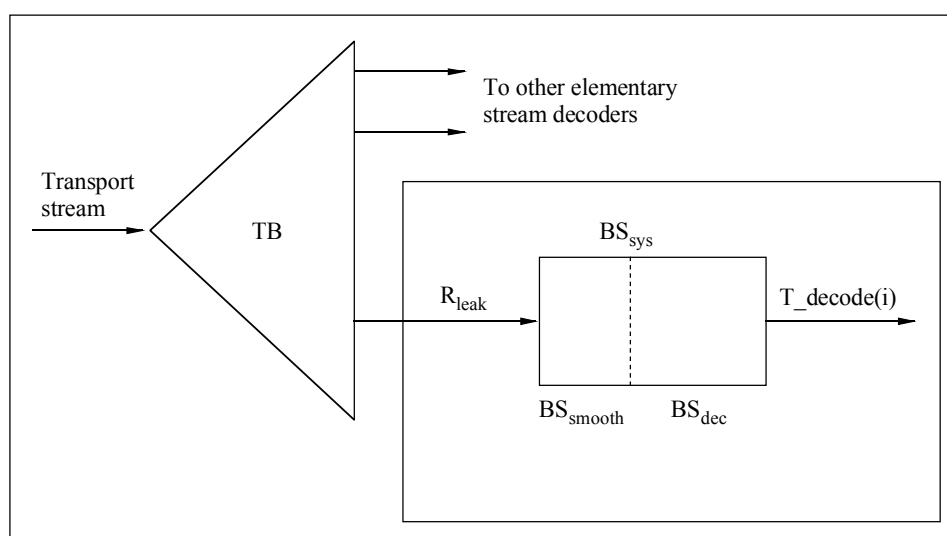 To other elementary
stream decoders
Transport
stream
TB
BSsys
Rleak
T_decode(i)
BSsmooth
BSdec